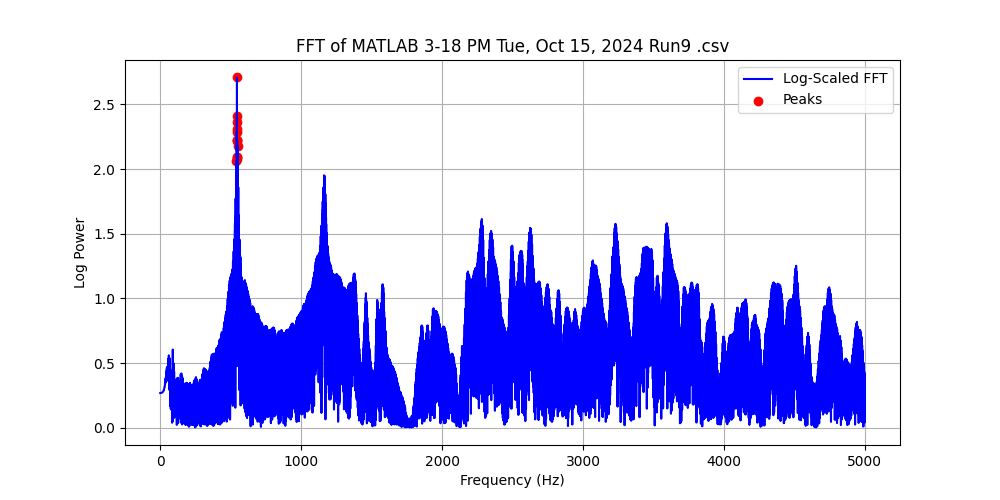 FFT of MATLAB 3-18 PM Tue, Oct 15, 2024 Run9 .csv
Log-Scaled FFT
Peaks
2.5
2.0
1.5
1.0
0.5
0.0
Log Power
0 1000 2000 3000 4000 5000
Frequency (Hz)